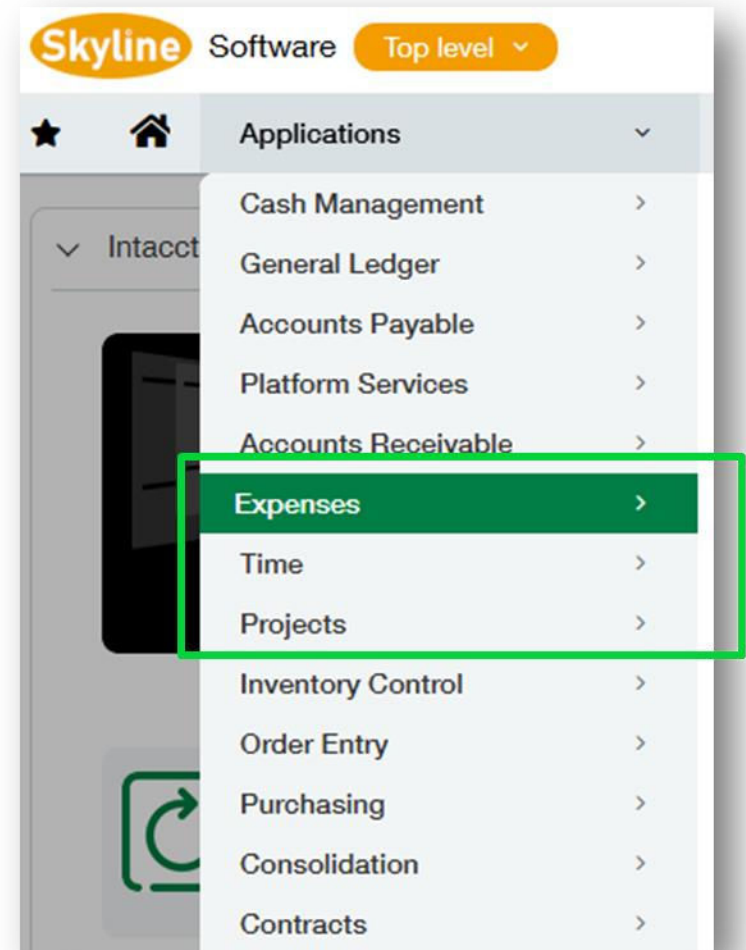 Skyline Software Top level
Applications
Intacct
Cash Management
General Ledger
Accounts Payable
Platform Services
Accounts Receivable
Expenses
Time
Projects
Inventory Control
Order Entry
Purchasing
Consolidation
Contracts